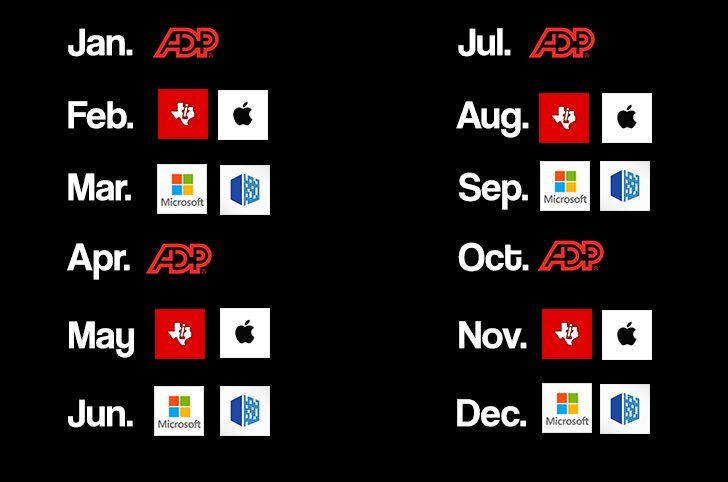 Jan. ADP
Feb.
Mar. Microsoft
Apr. ADP
May
Jun. Microsoft
Jul. ADP
Aug.
Sep. Microsoft
Oct. ADP
Nov.
Dec. Microsoft